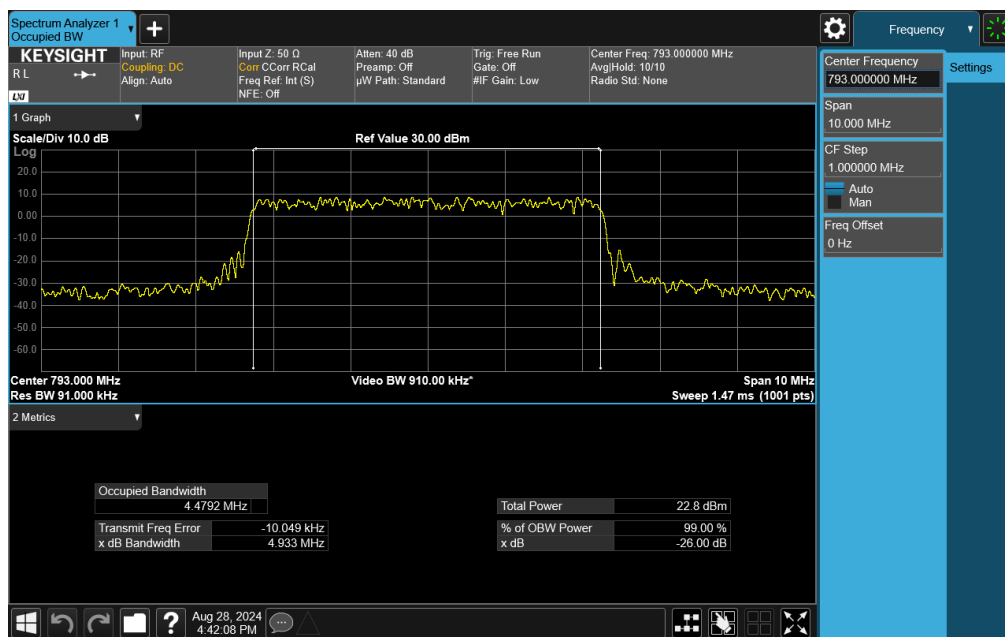 Spectrum Analyzer 1
Occupied BW
Frequency
KEYSIGHT
R L
LXI
Input: RF
Coupling: DC
Align: Auto
Input Z: 50 Ω
Corr CCorr RCal
Freq Ref: Int (S)
NFE: Off
Atten: 40 dB
Preamp: Off
µW Path: Standard
Trig: Free Run
Gate: Off
#IF Gain: Low
Center Freq: 793.000000 MHz
Avg|Hold: 10/10
Radio Std: None
Center Frequency
793.000000 MHz
Settings
Span
10.000 MHz
CF Step
1.000000 MHz
Auto
Man
Freq Offset
0 Hz
1 Graph
Scale/Div 10.0 dB
Ref Value 30.00 dBm
Log
20.0
10.0
0.00
-10.0
-20.0
-30.0
-40.0
-50.0
-60.0
Center 793.000 MHz
Video BW 910.00 kHz*
Span 10 MHz
Res BW 91.000 kHz
Sweep 1.47 ms (1001 pts)
2 Metrics
Occupied Bandwidth
4.4792 MHz
Total Power 22.8 dBm
Transmit Freq Error -10.049 kHz
% of OBW Power 99.00 %
x dB Bandwidth 4.933 MHz
x dB -26.00 dB
?
Aug 28, 2024
4:42:08 PM